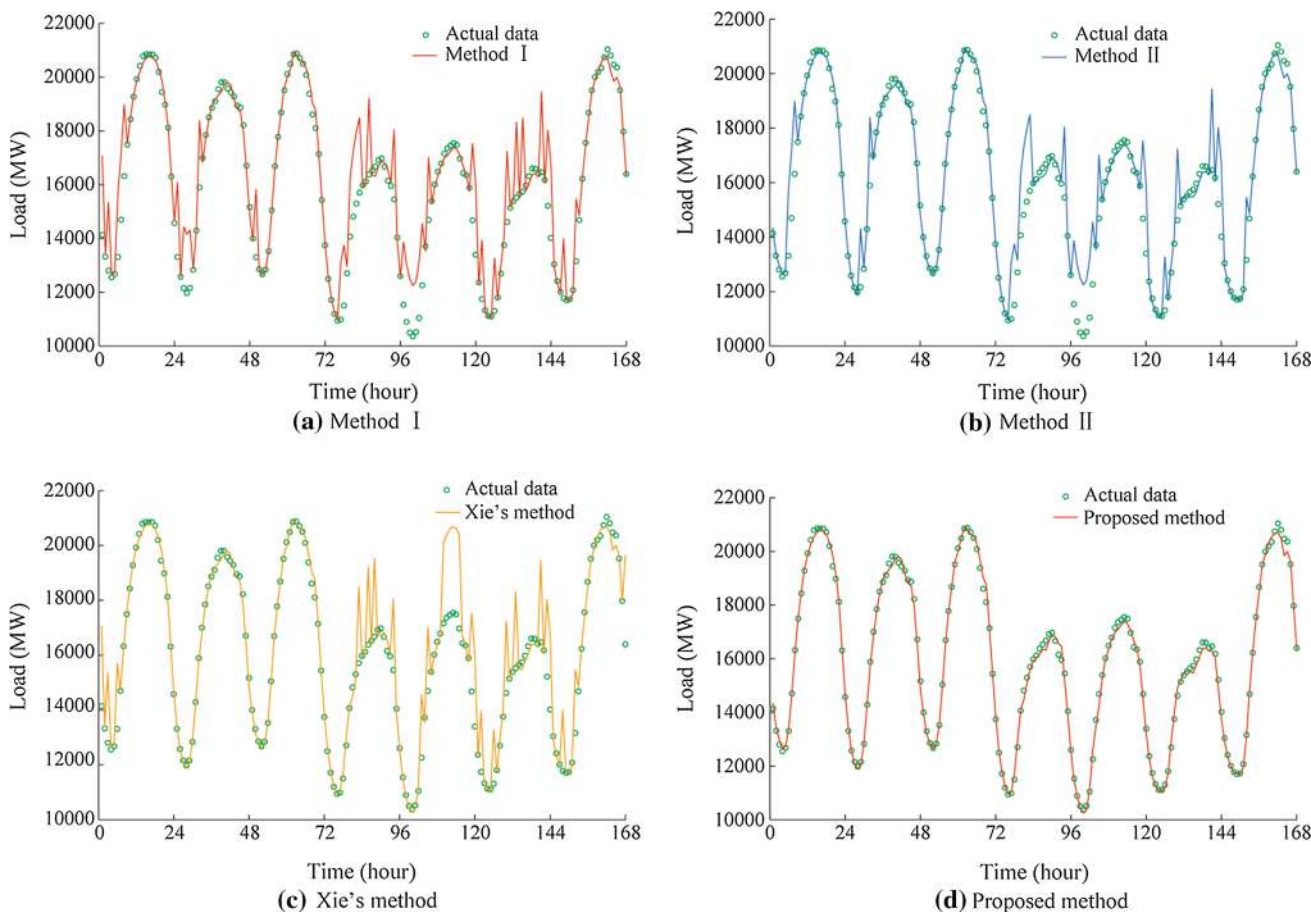 22000
20000
18000
16000
14000
12000
10000
Load (MW)
Actual data
Method Ⅰ
0 24 48 72 96 120 144 168
Time (hour)
(a) Method Ⅰ
22000
20000
18000
16000
14000
12000
10000
Load (MW)
Actual data
Method Ⅱ
0 24 48 72 96 120 144 168
Time (hour)
(b) Method Ⅱ
22000
20000
18000
16000
14000
12000
10000
Load (MW)
Actual data
Xie's method
0 24 48 72 96 120 144 168
Time (hour)
(c) Xie's method
22000
20000
18000
16000
14000
12000
10000
Load (MW)
Actual data
Proposed method
0 24 48 72 96 120 144 168
Time (hour)
(d) Proposed method